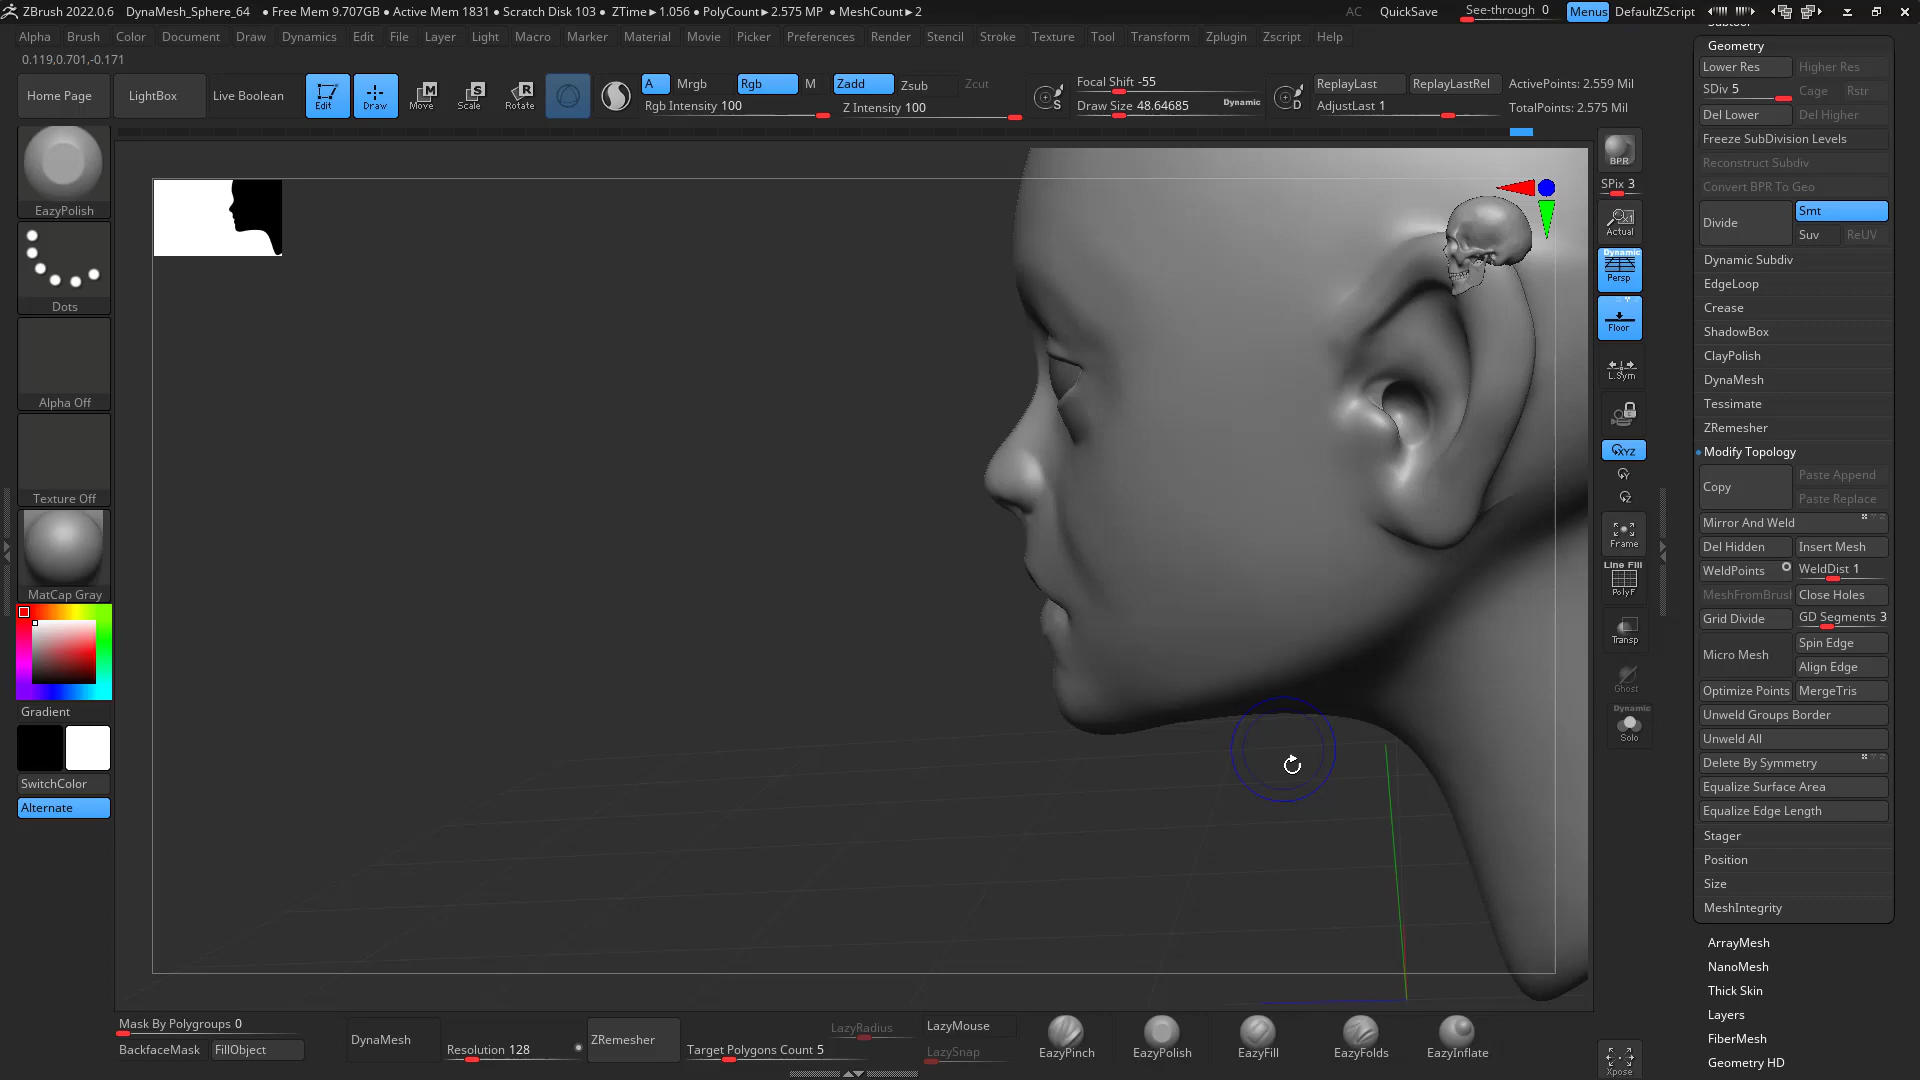 ZBrush 2022.0.6 DynaMesh_Sphere_64 ● Free Mem 9.707GB ● Active Mem 1831 ● Scratch Disk 103 ● ZTime►1.056 ● PolyCount►2.575 MP ● MeshCount►2 AC QuickSave See-through 0 Menus DefaultZScript
Alpha Brush Color Document Draw Dynamics Edit File Layer Light Macro Marker Material Movie Picker Preferences Render Stencil Stroke Texture Tool Transform Zplugin Zscript Help
0.119,0.701,-0.171
Home Page LightBox Live Boolean Edit Draw Move Scale Rotate
A Mrgb Rgb M Zadd Zsub Zcut
Rgb Intensity 100 Z Intensity 100
S Focal Shift -55
Draw Size 48.64685 Dynamic
D ReplayLast ReplayLastRel ActivePoints: 2.559 Mil
AdjustLast 1 TotalPoints: 2.575 Mil
EazyPolish
Dots
Alpha Off
Texture Off
MatCap Gray
Gradient
SwitchColor
Alternate
BPR
SPix 3
Actual
Dynamic
Persp
Floor
L.Sym
XYZ
Y
Z
Frame
Line Fill
PolyF
Transp
Ghost
Dynamic
Solo
Xpose
Subtool
Geometry
Lower Res Higher Res
SDiv 5 Cage Rstr
Del Lower Del Higher
Freeze SubDivision Levels
Reconstruct Subdiv
Convert BPR To Geo
Divide Smt
Suv ReUV
Dynamic Subdiv
EdgeLoop
Crease
ShadowBox
ClayPolish
DynaMesh
Tessimate
ZRemesher
Modify Topology
Copy Paste Append
Paste Replace
Mirror And Weld
Del Hidden Insert Mesh
WeldPoints WeldDist 1
MeshFromBrush Close Holes
Grid Divide GD Segments 3
Micro Mesh Spin Edge
Align Edge
Optimize Points MergeTris
Unweld Groups Border
Unweld All
Delete By Symmetry
Equalize Surface Area
Equalize Edge Length
Stager
Position
Size
MeshIntegrity
ArrayMesh
NanoMesh
Thick Skin
Layers
FiberMesh
Geometry HD
Mask By Polygroups 0
BackfaceMask FillObject
DynaMesh Resolution 128
ZRemesher Target Polygons Count 5
LazyRadius LazyMouse
LazySnap
EazyPinch EazyPolish EazyFill EazyFolds EazyInflate